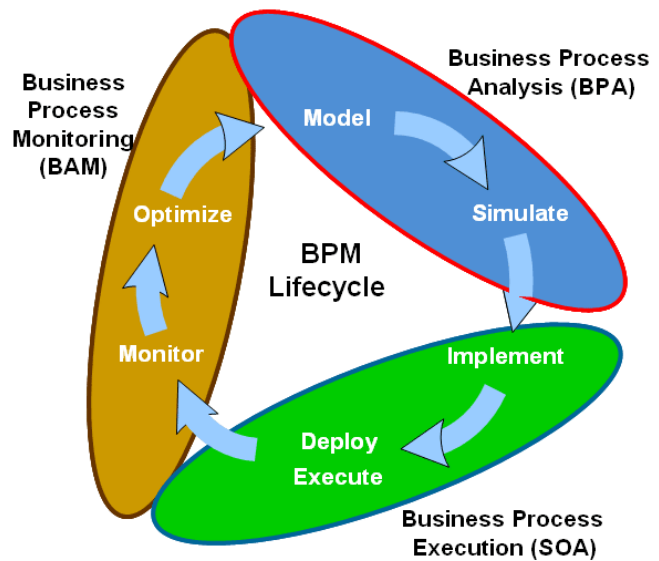 Business Process
Analysis (BPA)
Business
Process
Monitoring
(BAM)
Model
Simulate
Optimize
BPM
Lifecycle
Monitor
Implement
Deploy
Execute
Business Process
Execution (SOA)